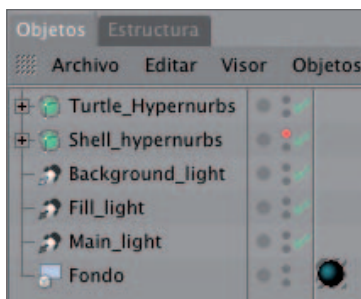 Objetos Estructura
Archivo Editar Visor Objetos
Turtle_Hypernurbs
Shell_hypernurbs
Background_light
Fill_light
Main_light
Fondo